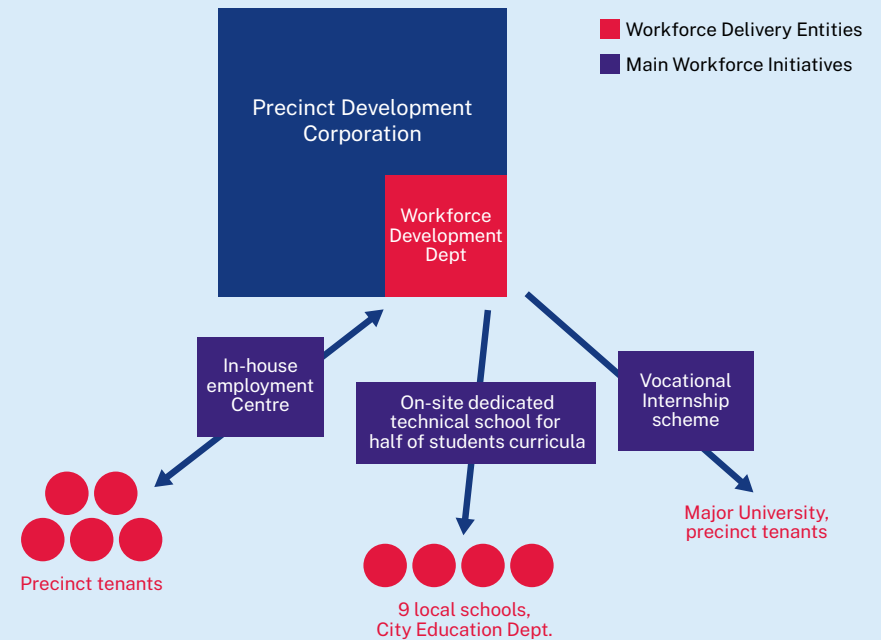 Workforce Delivery Entities
Main Workforce Initiatives
Precinct Development
Corporation
Workforce
Development
Dept
In-house
employment
Centre
On-site dedicated
technical school for
half of students curricula
Vocational
Internship
scheme
Major University,
precinct tenants
Precinct tenants
9 local schools,
City Education Dept.